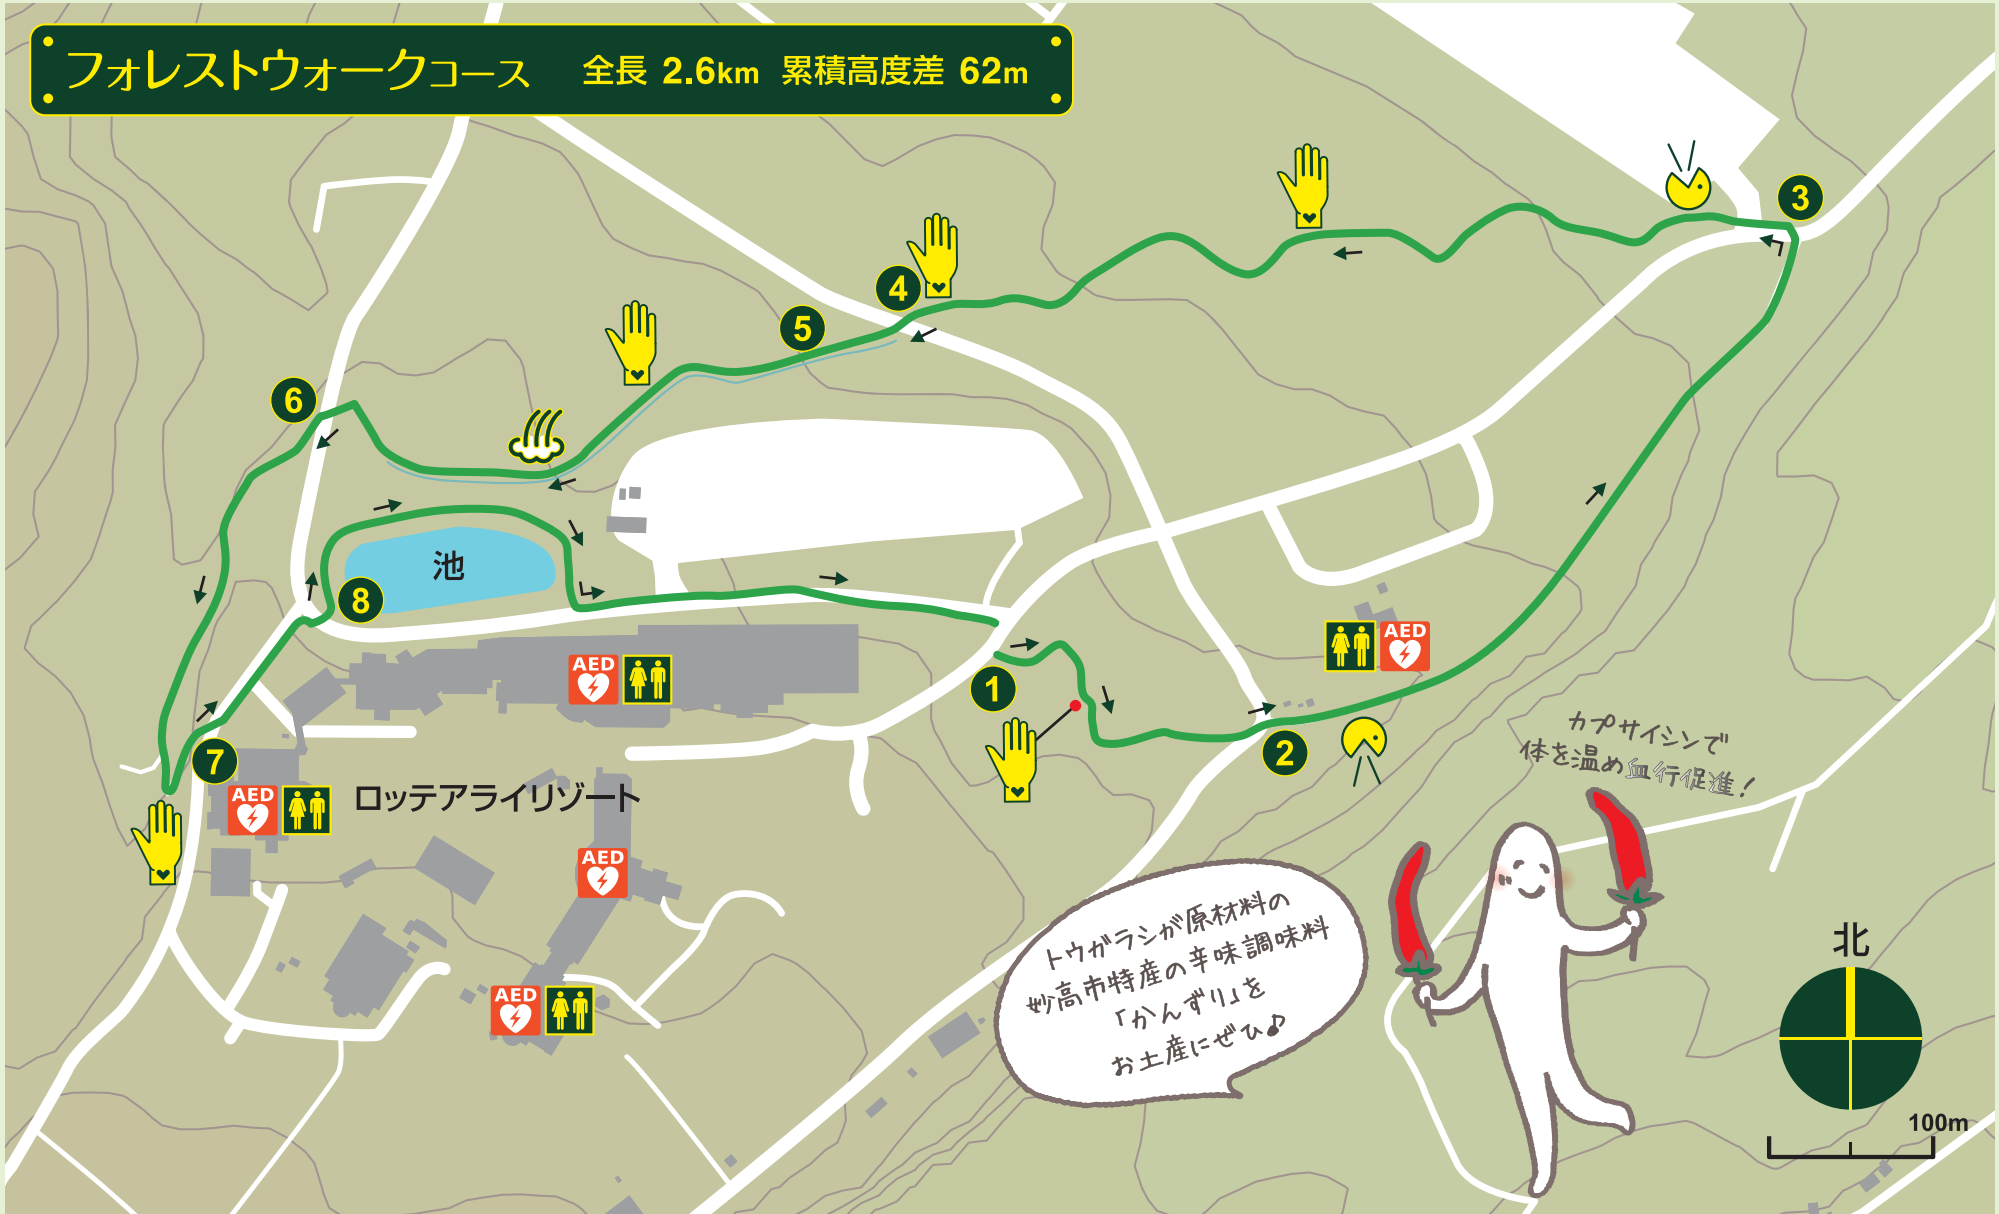 フォレストウォークコース 全長 2.6km 累積高度差 62m
3
4
5
6
池
8
1
2
7
AED
AED
AED
ロッテアライリゾート
AED
AED
カプサイシンで
体を温め血行促進!
トウガラシが原材料の
妙高市特産の辛味調味料
「かんずり」を
お土産にぜひ♪
北
100m